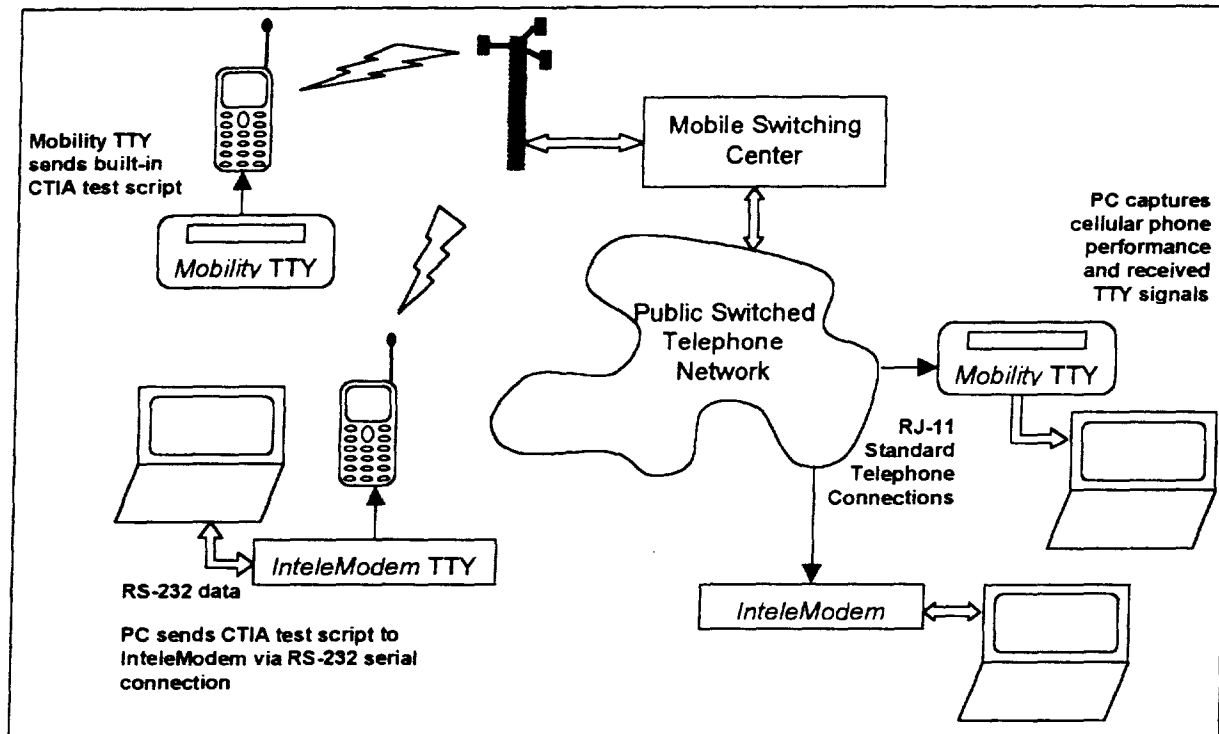 Mobility TTY
sends built-in
CTIA test script
Mobility TTY
Mobile Switching
Center
PC captures
cellular phone
performance
and received
TTY signals
Public Switched
Telephone
Network
Mobility TTY
RJ-11
Standard
Telephone
Connections
InteleModem TTY
RS-232 data
PC sends CTIA test script to
InteleModem via RS-232 serial
connection
InteleModem